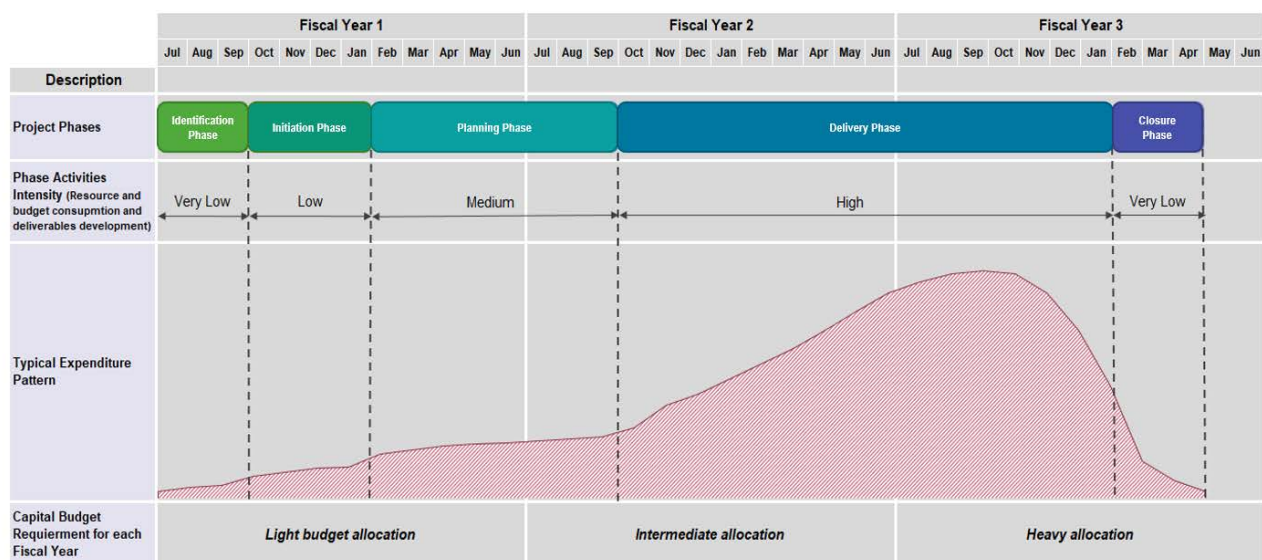 Fiscal Year 1 Fiscal Year 2 Fiscal Year 3
Jul Aug Sep Oct Nov Dec Jan Feb Mar Apr May Jun Jul Aug Sep Oct Nov Dec Jan Feb Mar Apr May Jun Jul Aug Sep Oct Nov Dec Jan Feb Mar Apr May Jun
Description
Project Phases
Identification
Phase
Initiation Phase
Planning Phase
Delivery Phase
Closure
Phase
Phase Activities
Intensity (Resource and
budget consupmtion and
deliverables development)
Very Low
Low
Medium
High
Very Low
Typical Expenditure
Pattern
Capital Budget
Requierment for each
Fiscal Year
Light budget allocation
Intermediate allocation
Heavy allocation